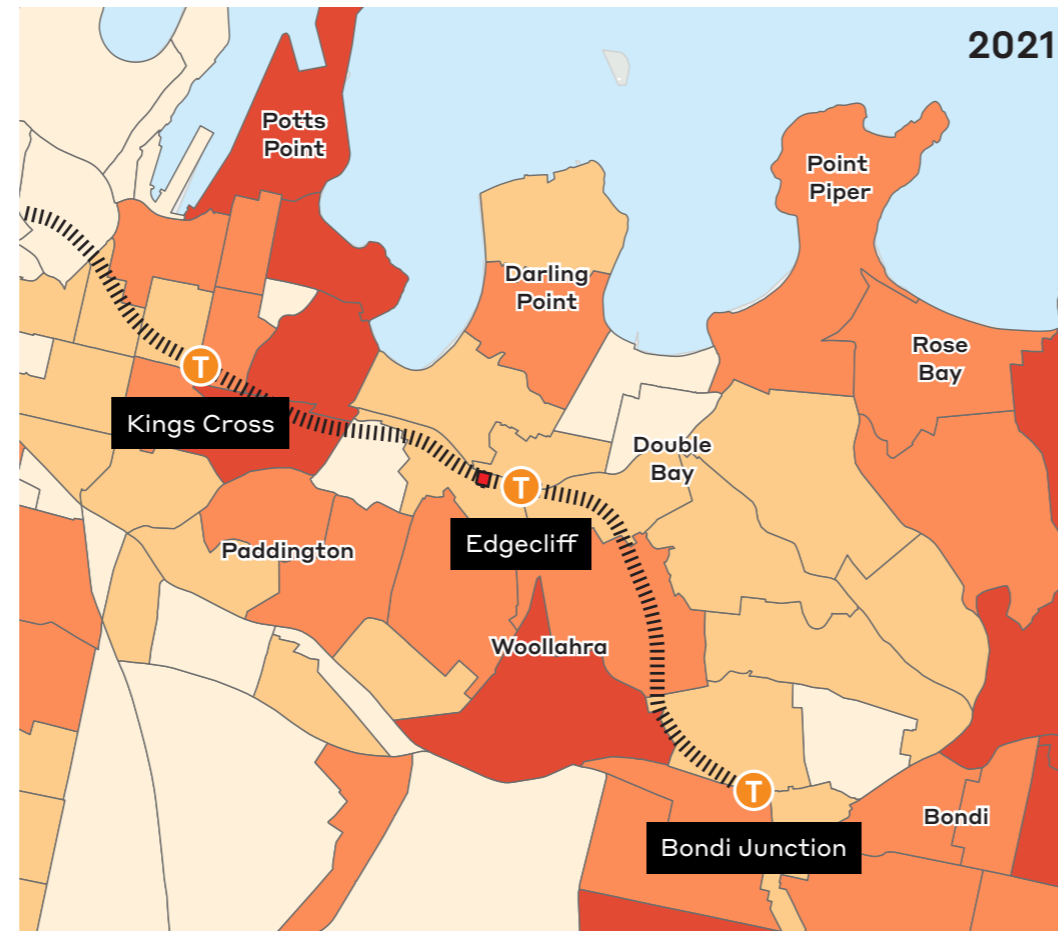 2021
Potts
Point
Point
Piper
Darling
Point
Rose
Bay
T
Kings Cross
Double
Bay
T
Edgecliff
Paddington
Woollahra
T
Bondi Junction
Bondi